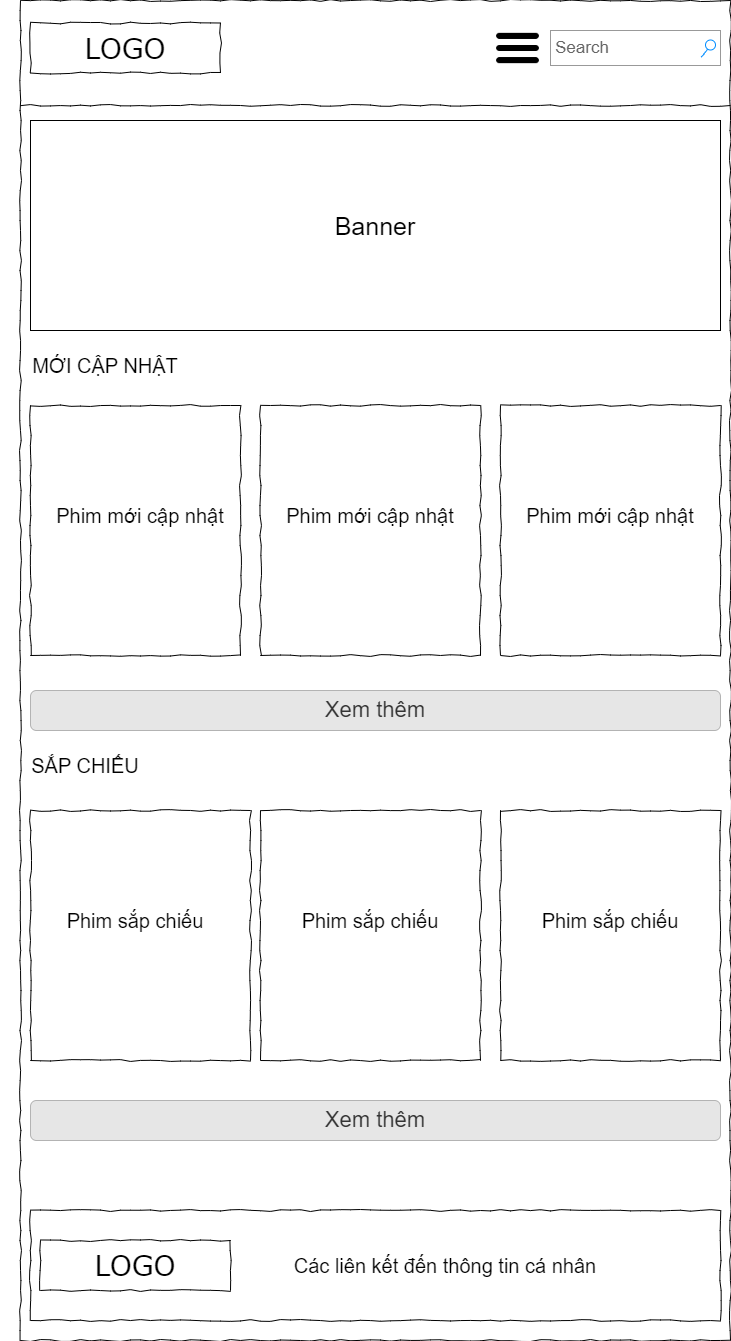 LOGO
Search
Banner
MỚI CẬP NHẬT
Phim mới cập nhật
Phim mới cập nhật
Phim mới cập nhật
Xem thêm
SẮP CHIẾU
Phim sắp chiếu
Phim sắp chiếu
Phim sắp chiếu
Xem thêm
LOGO
Các liên kết đến thông tin cá nhân